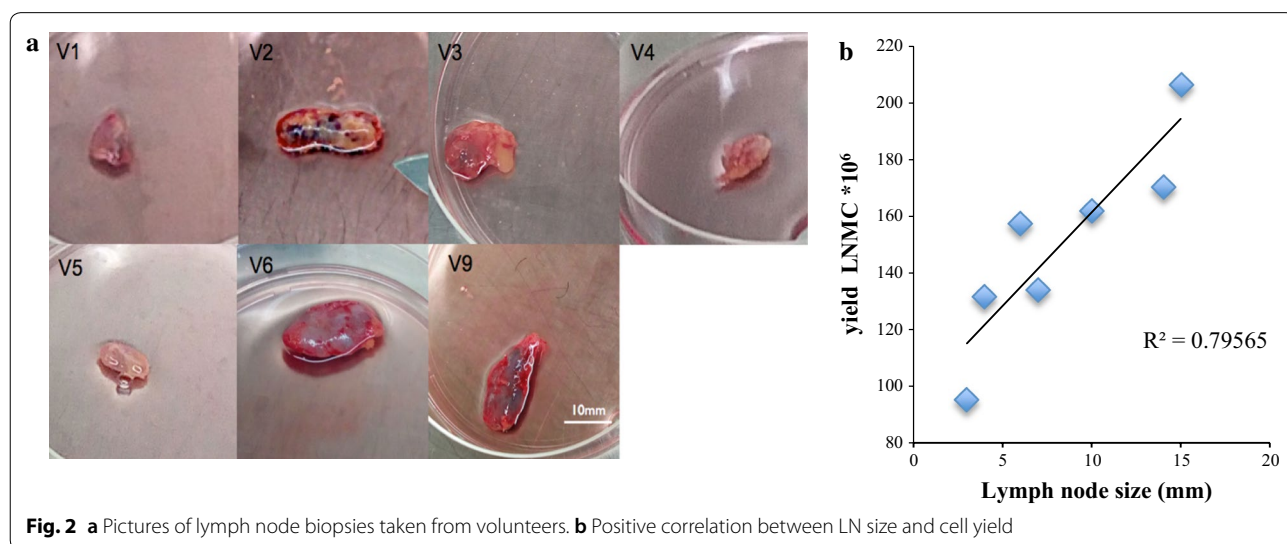 a
V1
V2
V3
V4
V5
V6
V9
10mm
b
yield LNMC *10⁶
220
200
180
160
140
120
100
80
R² = 0.79565
0 5 10 15 20
Lymph node size (mm)
Fig. 2 a Pictures of lymph node biopsies taken from volunteers. b Positive correlation between LN size and cell yield